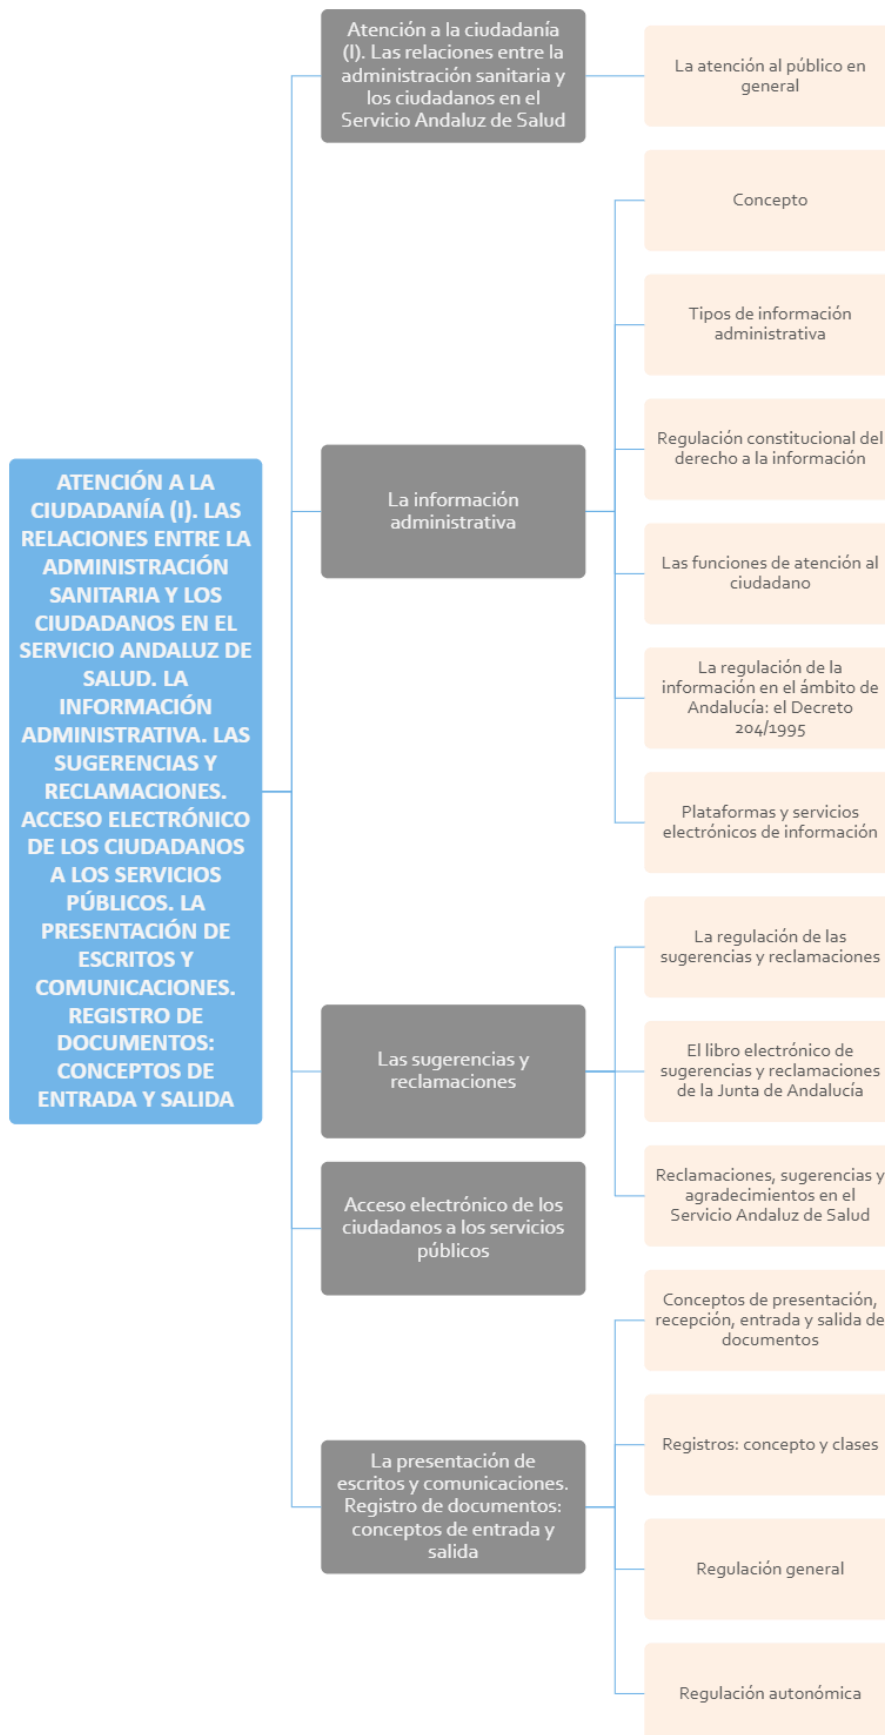 ATENCIÓN A LA
CIUDADANÍA (I). LAS
RELACIONES ENTRE LA
ADMINISTRACIÓN
SANITARIA Y LOS
CIUDADANOS EN EL
SERVICIO ANDALUZ DE
SALUD. LA
INFORMACIÓN
ADMINISTRATIVA. LAS
SUGERENCIAS Y
RECLAMACIONES.
ACCESO ELECTRÓNICO
DE LOS CIUDADANOS
A LOS SERVICIOS
PÚBLICOS. LA
PRESENTACIÓN DE
ESCRITOS Y
COMUNICACIONES.
REGISTRO DE
DOCUMENTOS:
CONCEPTOS DE
ENTRADA Y SALIDA
Atención a la ciudadanía
(I). Las relaciones entre la
administración sanitaria y
los ciudadanos en el
Servicio Andaluz de Salud
La atención al público en
general
La información
administrativa
Concepto
Tipos de información
administrativa
Regulación constitucional del
derecho a la información
Las funciones de atención al
ciudadano
La regulación de la
información en el ámbito de
Andalucía: el Decreto
204/1995
Plataformas y servicios
electrónicos de información
Las sugerencias y
reclamaciones
La regulación de las
sugerencias y reclamaciones
El libro electrónico de
sugerencias y reclamaciones
de la Junta de Andalucía
Reclamaciones, sugerencias y
agradecimientos en el
Servicio Andaluz de Salud
Acceso electrónico de los
ciudadanos a los servicios
públicos
La presentación de
escritos y comunicaciones.
Registro de documentos:
conceptos de entrada y
salida
Conceptos de presentación,
recepción, entrada y salida de
documentos
Registros: concepto y clases
Regulación general
Regulación autonómica